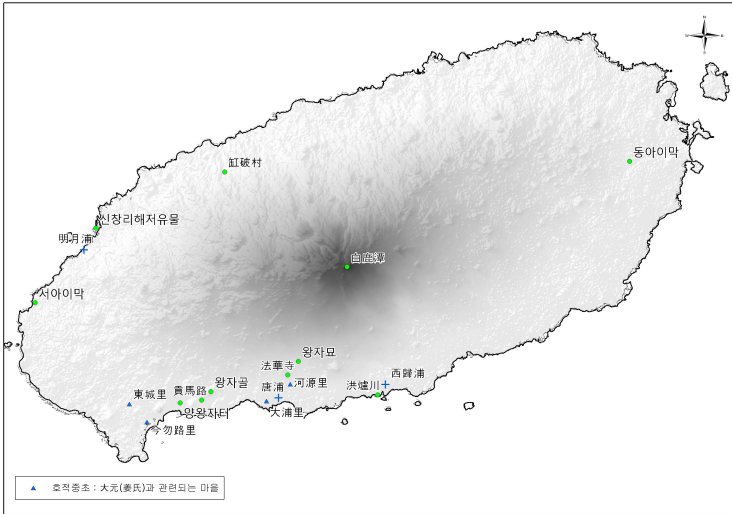 동아이막
缸破村
신창리해저유물
明月浦
白鹿潭
서아이막
왕자묘
法華寺
河源里
西歸浦
洪爐川
왕자골
貴馬路
唐浦
東城里
양왕자터
大浦里
今勿路里
호적중초 : 大元(姜氏)과 관련되는 마을